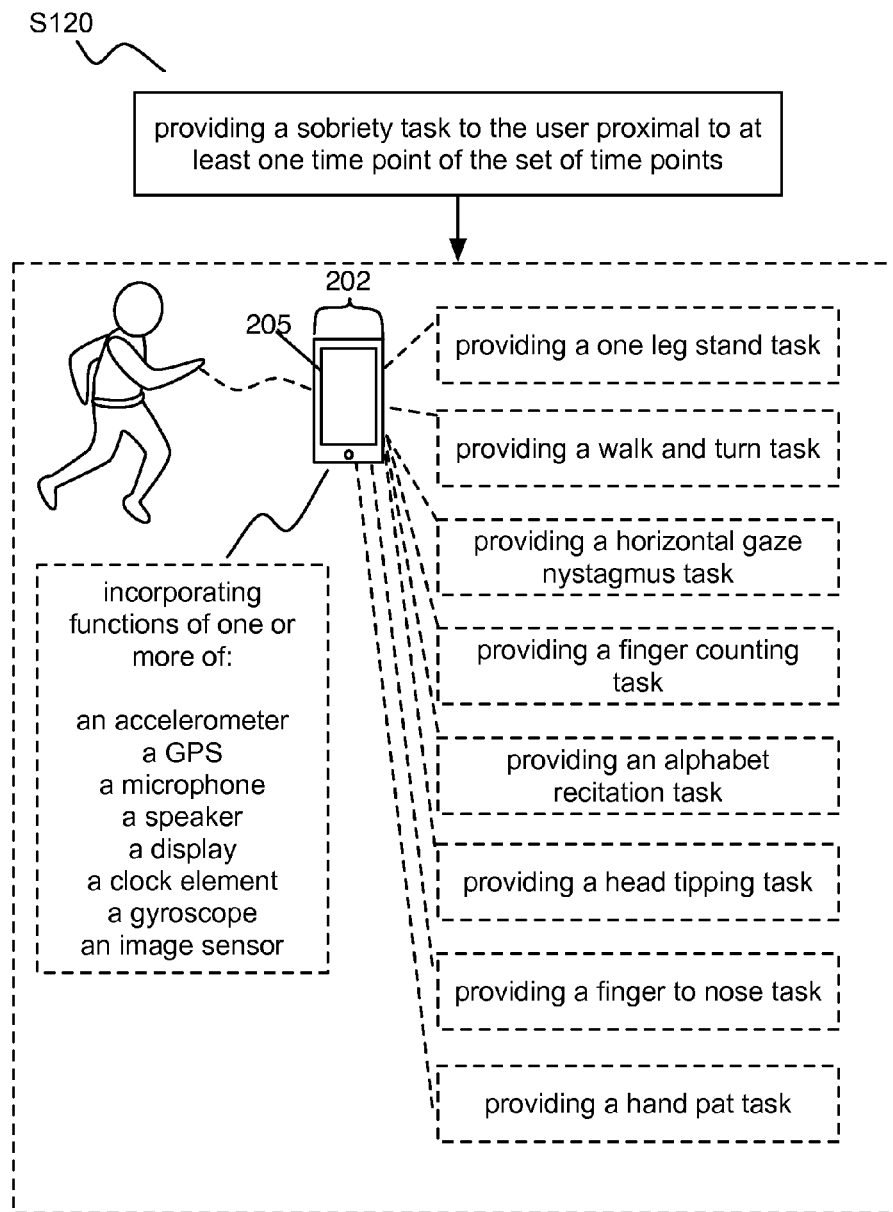 S120
providing a sobriety task to the user proximal to at
least one time point of the set of time points
202
205
providing a one leg stand task
providing a walk and turn task
providing a horizontal gaze
nystagmus task
providing a finger counting
task
providing an alphabet
recitation task
providing a head tipping task
providing a finger to nose task
providing a hand pat task
incorporating
functions of one or
more of:
an accelerometer
a GPS
a microphone
a speaker
a display
a clock element
a gyroscope
an image sensor